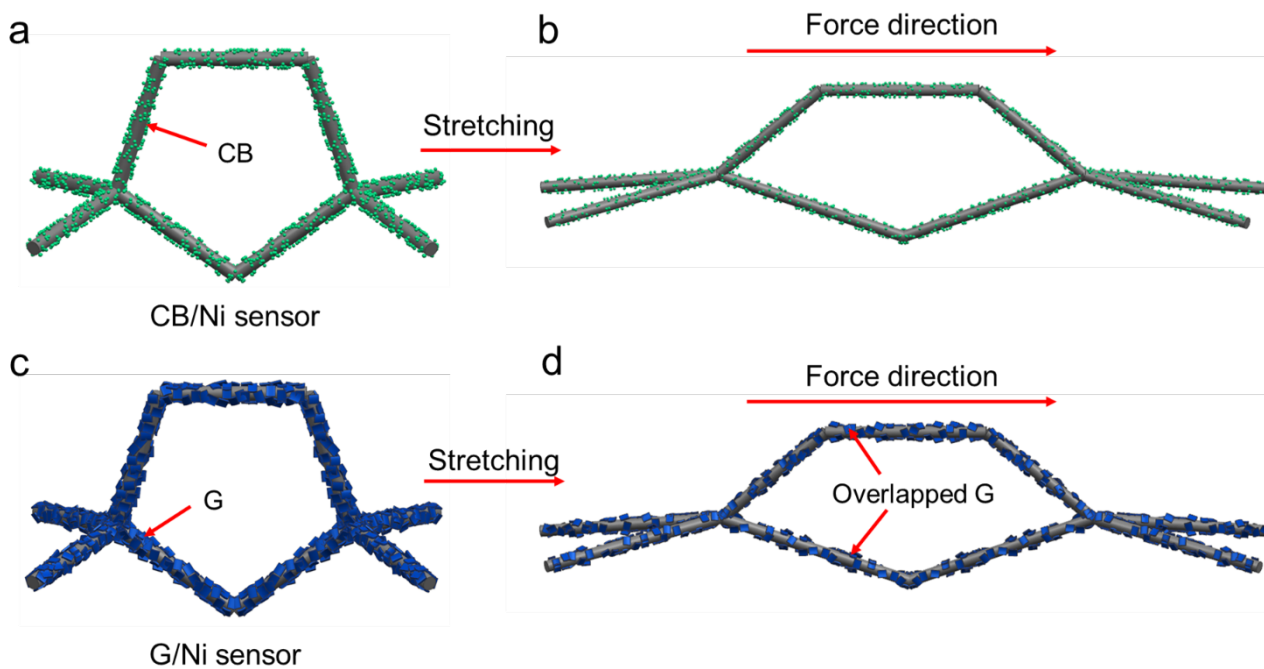 a
b
Force direction
CB
Stretching
CB/Ni sensor
c
d
Force direction
G
Stretching
Overlapped G
G/Ni sensor